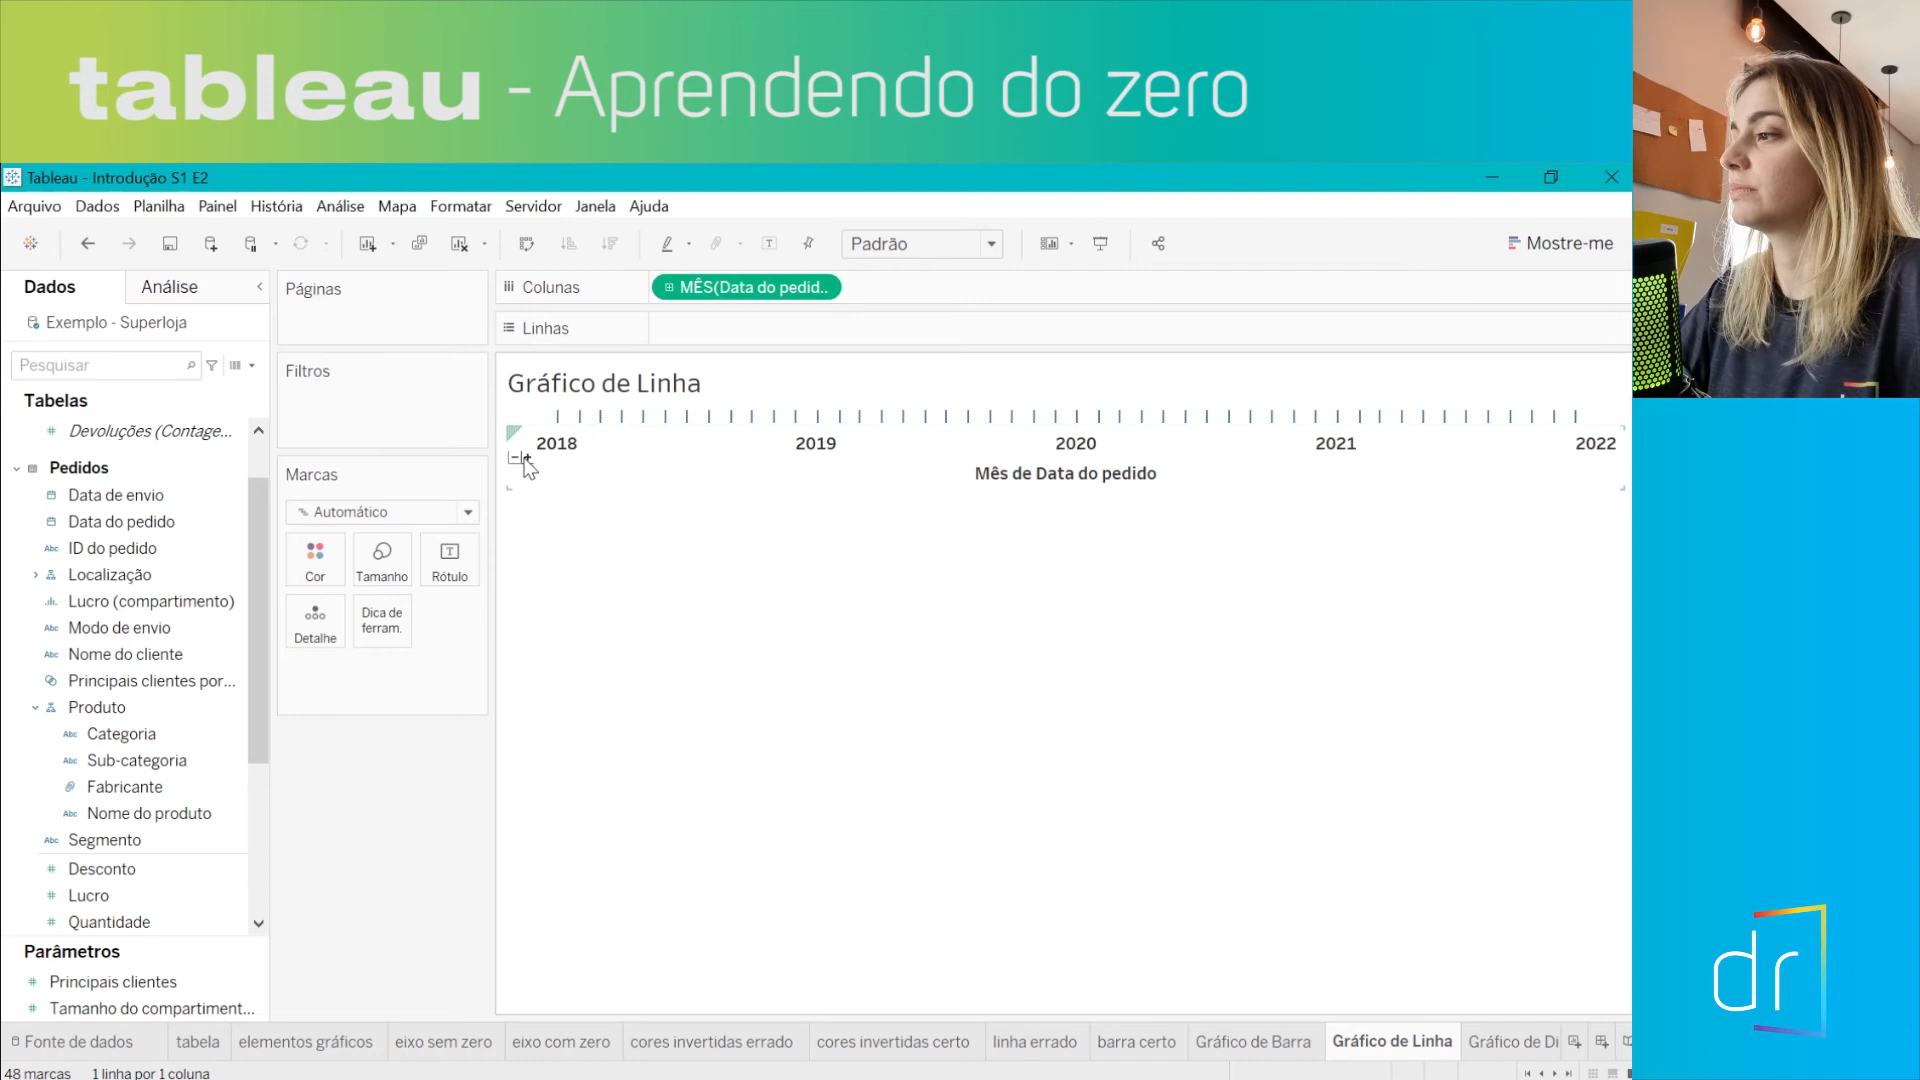 tableau - Aprendendo do zero
Tableau - Introdução S1 E2
Arquivo Dados Planilha Painel História Análise Mapa Formatar Servidor Janela Ajuda
Padrão
Mostre-me
Dados Análise
Exemplo - Superloja
Pesquisar
Tabelas
Devoluções (Contage...
Pedidos
Data de envio
Data do pedido
Abc ID do pedido
Localização
Lucro (compartimento)
Abc Modo de envio
Abc Nome do cliente
Principais clientes por...
Produto
Abc Categoria
Abc Sub-categoria
Fabricante
Abc Nome do produto
Abc Segmento
Desconto
Lucro
Quantidade
Parâmetros
Principais clientes
Tamanho do compartiment...
Páginas
Filtros
Marcas
Automático
Cor Tamanho Rótulo
Detalhe
Dica de
ferram.
Colunas
MÊS(Data do pedid..
Linhas
Gráfico de Linha
2018 2019 2020 2021 2022
Mês de Data do pedido
Fonte de dados tabela elementos gráficos eixo sem zero eixo com zero cores invertidas errado cores invertidas certo linha errado barra certo Gráfico de Barra Gráfico de Linha Gráfico de Di
48 marcas 1 linha por 1 coluna
dr